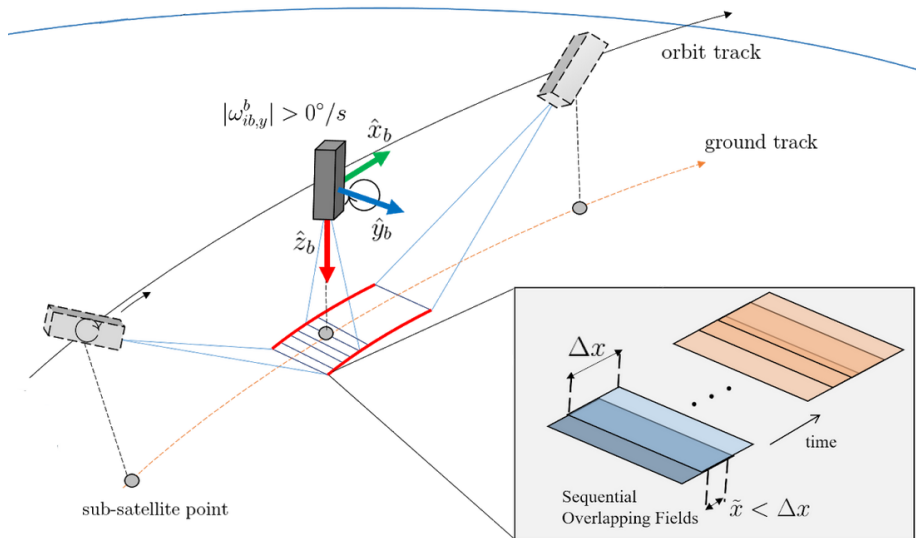 orbit track
|ω^b_{ib,y}| > 0°/s
x̂_b
ground track
ŷ_b
ẑ_b
Δx
time
sub-satellite point
Sequential
Overlapping Fields
x̃ < Δx